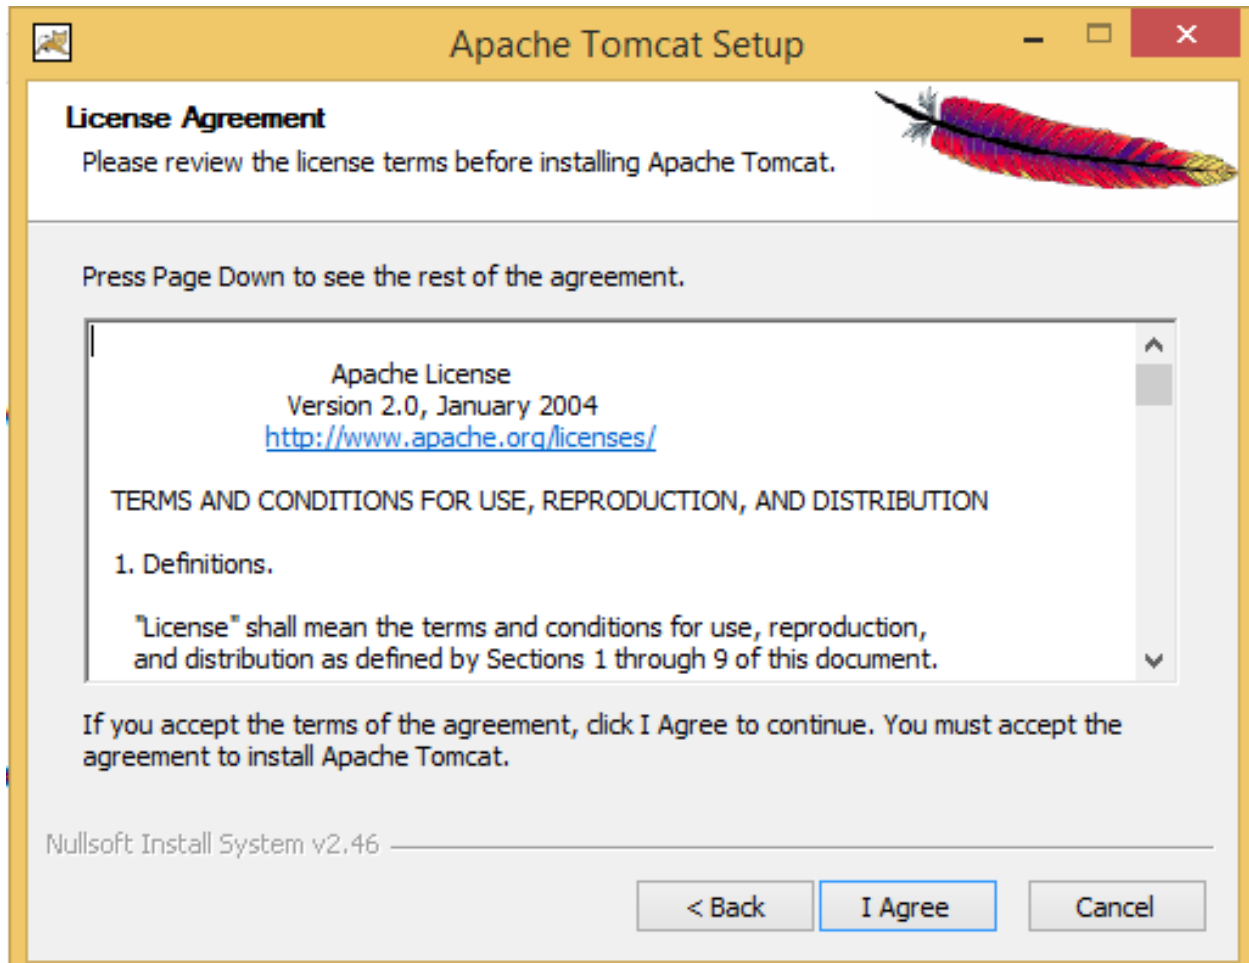 Apache Tomcat Setup
License Agreement
Please review the license terms before installing Apache Tomcat.
Press Page Down to see the rest of the agreement.
Apache License
Version 2.0, January 2004
http://www.apache.org/licenses/
TERMS AND CONDITIONS FOR USE, REPRODUCTION, AND DISTRIBUTION
1. Definitions.
"License" shall mean the terms and conditions for use, reproduction,
and distribution as defined by Sections 1 through 9 of this document.
If you accept the terms of the agreement, click I Agree to continue. You must accept the
agreement to install Apache Tomcat.
Nullsoft Install System v2.46
< Back I Agree Cancel